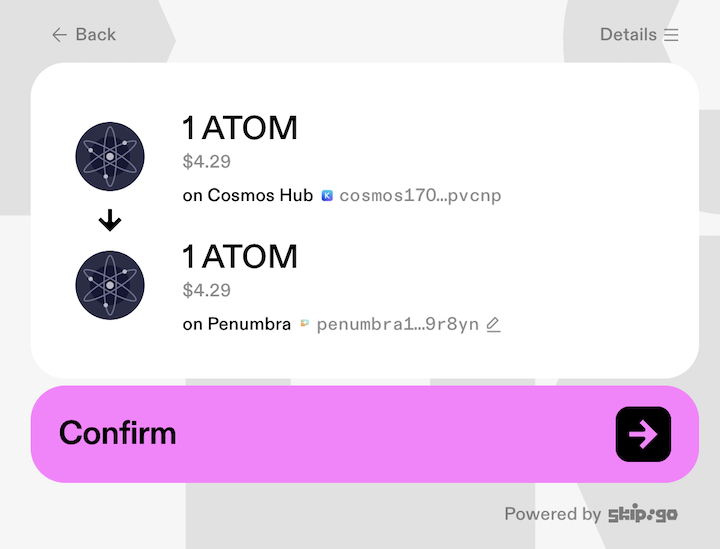 ← Back
Details
1 ATOM
$4.29
on Cosmos Hub K cosmos170…pvcnp
1 ATOM
$4.29
on Penumbra penumbra1…9r8yn
Confirm
Powered by skip:go